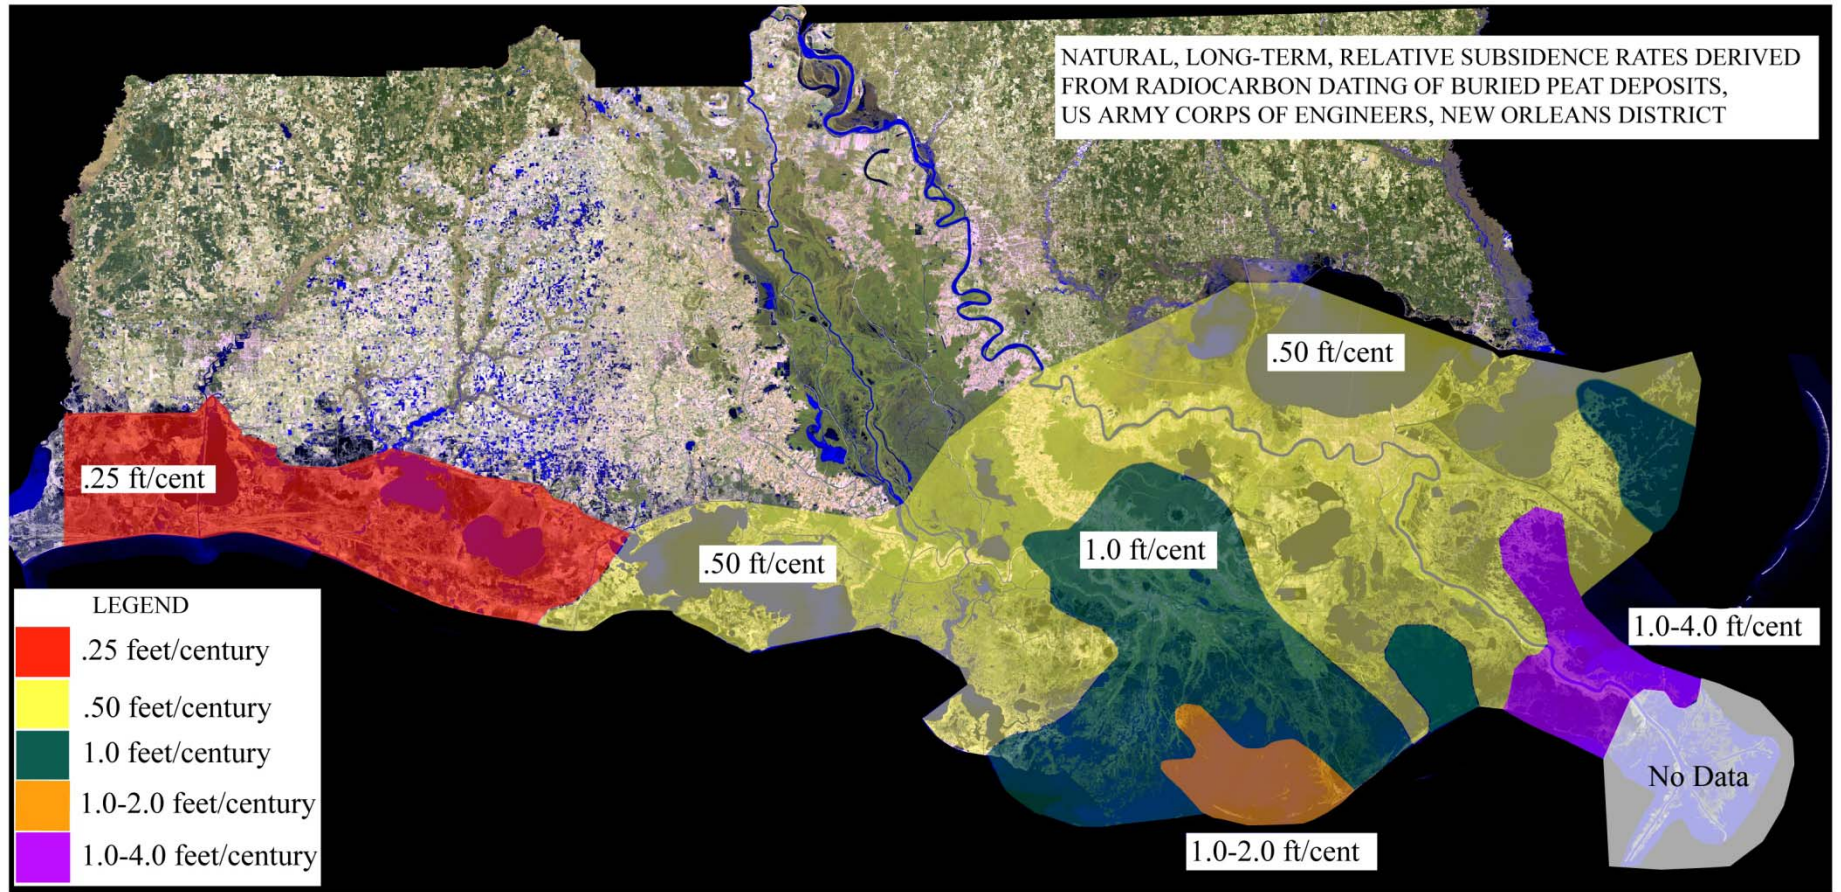 NATURAL, LONG-TERM, RELATIVE SUBSIDENCE RATES DERIVED
FROM RADIOCARBON DATING OF BURIED PEAT DEPOSITS,
US ARMY CORPS OF ENGINEERS, NEW ORLEANS DISTRICT
.50 ft/cent
.25 ft/cent
1.0 ft/cent
.50 ft/cent
1.0-4.0 ft/cent
No Data
1.0-2.0 ft/cent
LEGEND
.25 feet/century
.50 feet/century
1.0 feet/century
1.0-2.0 feet/century
1.0-4.0 feet/century